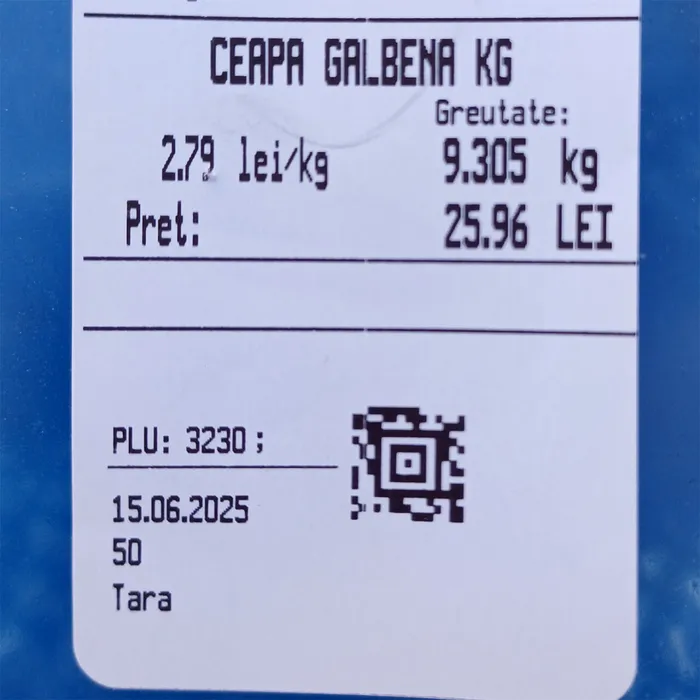 CEAPA GALBENA KG
Greutate:
2.79 lei/kg 9.305 kg
Pret: 25.96 LEI
PLU: 3230 ;
15.06.2025
50
Tara